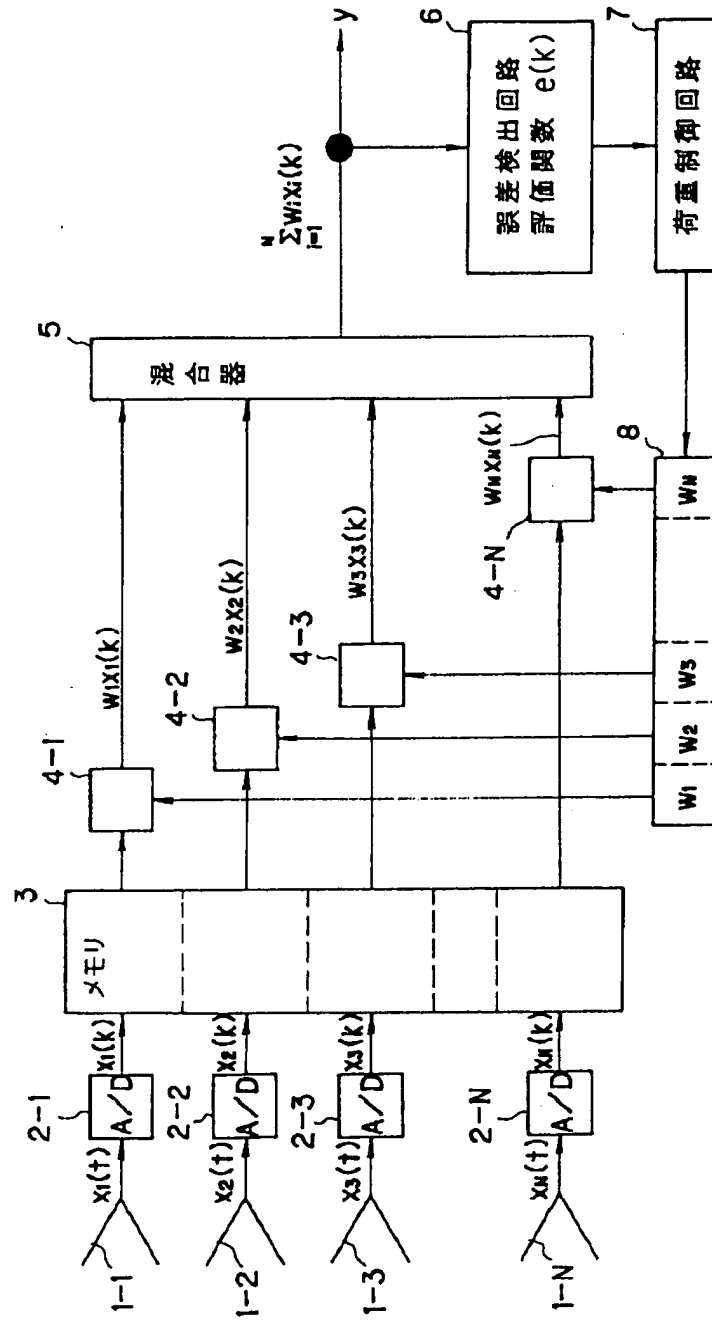 1-1
X1(t)
2-1
A/D
X1(k)
1-2
X2(t)
2-2
A/D
X2(k)
1-3
X3(t)
2-3
A/D
X3(k)
1-N
XN(t)
2-N
A/D
XN(k)
3
メモリ
4-1
W1X1(k)
4-2
W2X2(k)
4-3
W3X3(k)
4-N
WNXN(k)
5
混合器
N
ΣWiXi(k)
i=1
y
6
誤差検出回路
評価関数 e(k)
7
荷重制御回路
8
W1
W2
W3
WN